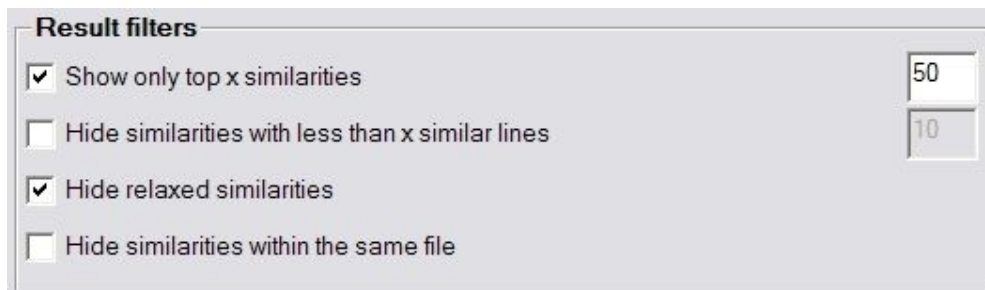 Result filters
Show only top x similarities 50
Hide similarities with less than x similar lines 10
Hide relaxed similarities
Hide similarities within the same file